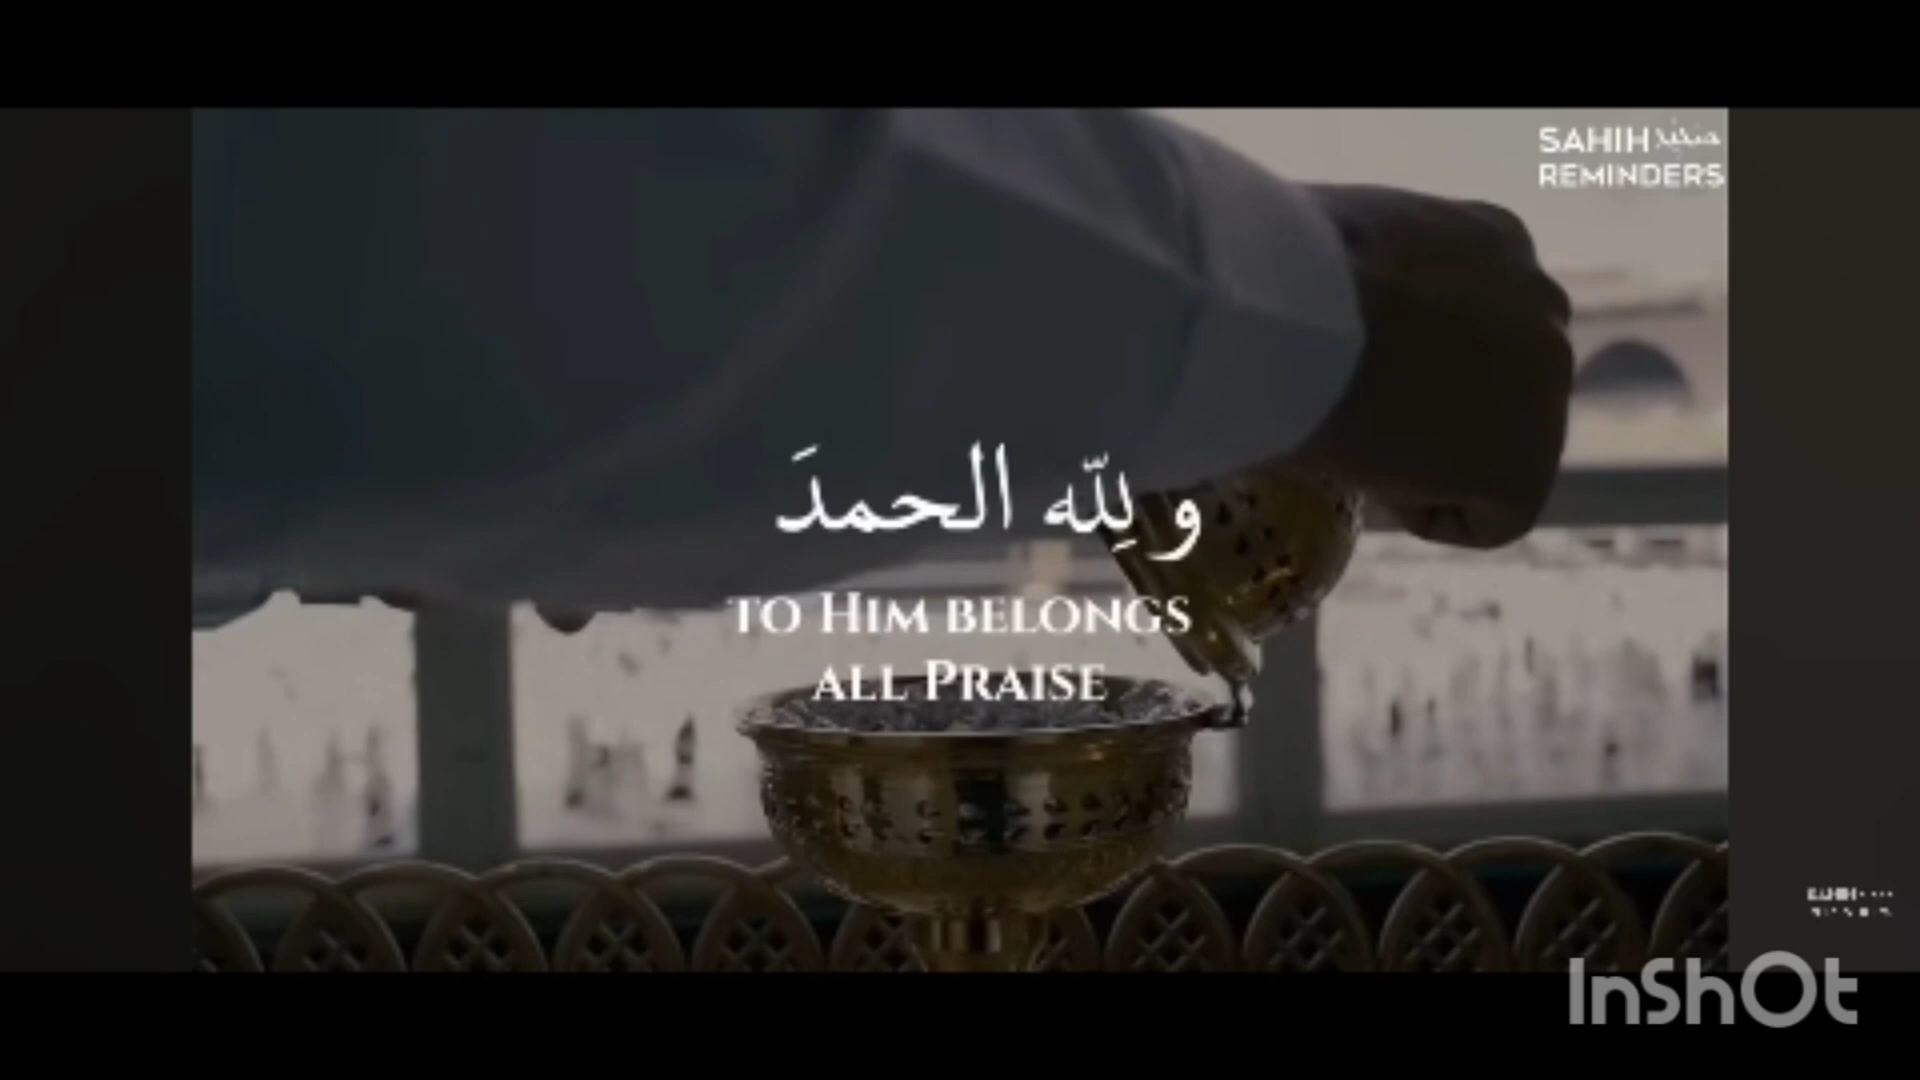 SAHIH صحيح
REMINDERS
و لِلّه الحمدَ
TO HIM BELONGS
ALL PRAISE
InShOt